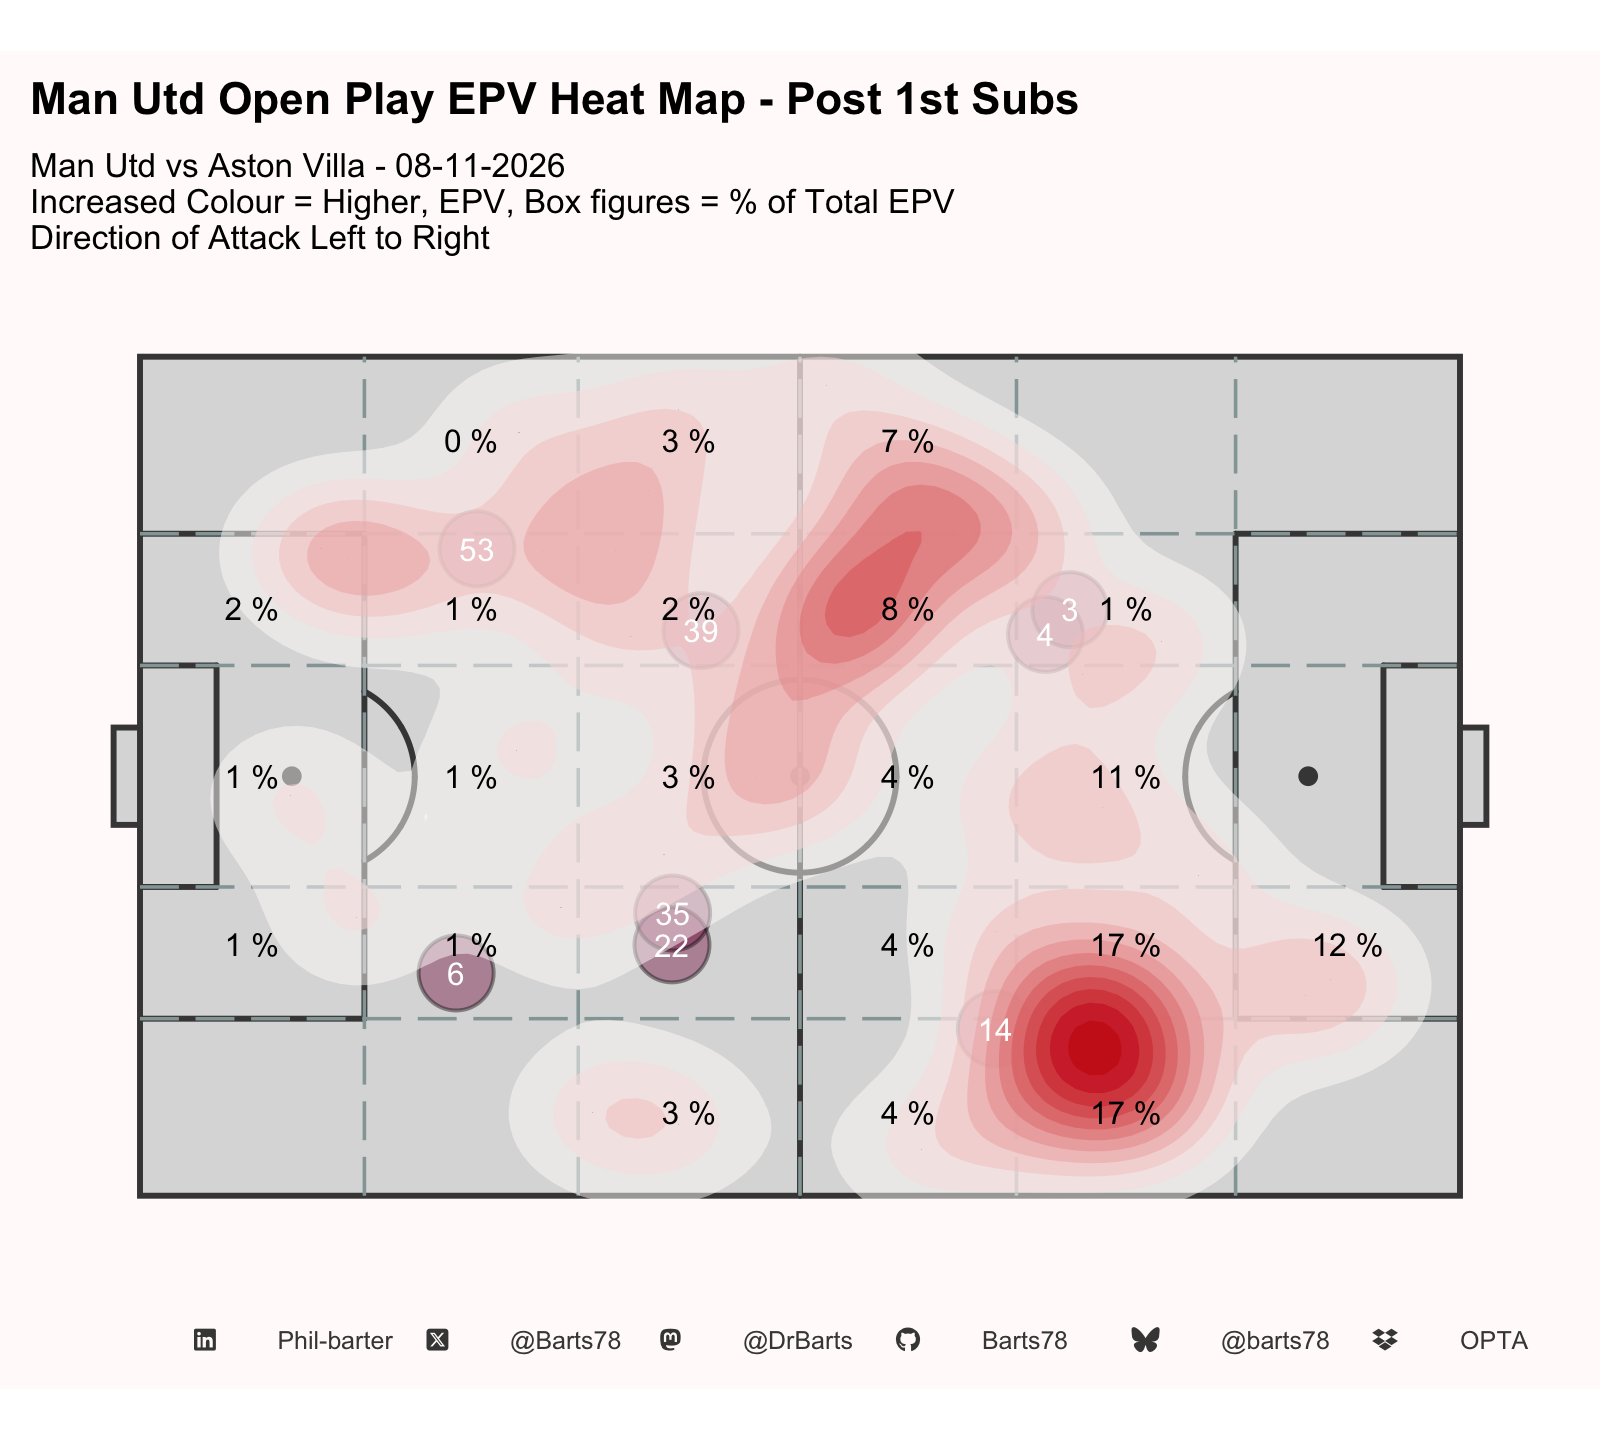 Man Utd Open Play EPV Heat Map - Post 1st Subs
Man Utd vs Aston Villa - 08-11-2026
Increased Colour = Higher, EPV, Box figures = % of Total EPV
Direction of Attack Left to Right
0 % 3 % 7 %
53
2 % 1 % 2 % 8 % 3 1 %
39 4
1 % 1 % 3 % 4 % 11 %
35
1 % 1 % 22 4 % 17 % 12 %
6
14
3 % 4 % 17 %
Phil-barter @Barts78 @DrBarts Barts78 @barts78 OPTA